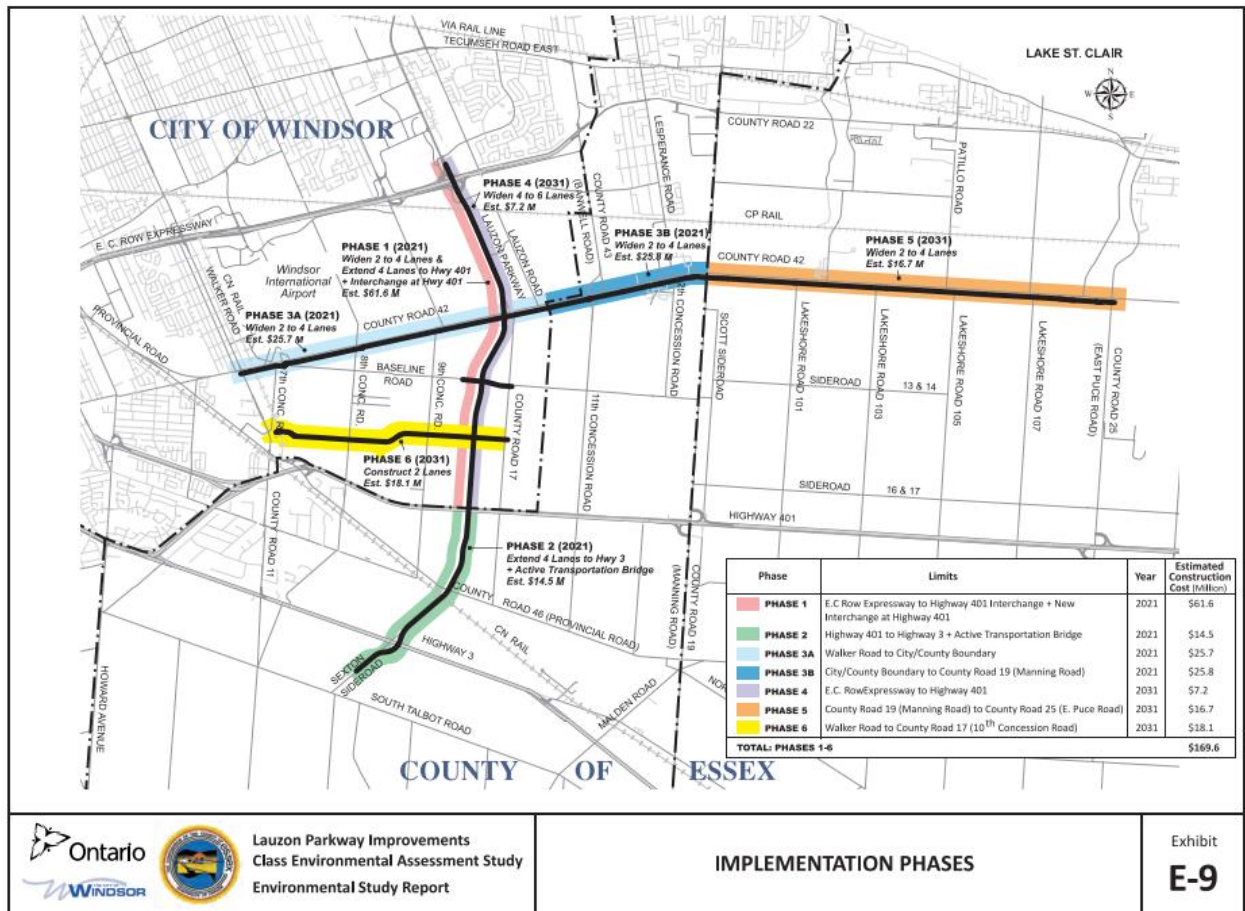 VIA RAIL LINE
TECUMSEH ROAD EAST
LAKE ST. CLAIR
N
W E
S
CITY OF WINDSOR
COUNTY ROAD 22
LESPERANCE ROAD
PATILLO ROAD
PHASE 4 (2031)
Widen 4 to 6 Lanes
Est. $7.2 M
COUNTY ROAD 43
(BANWELL ROAD)
CP RAIL
E. C. ROW EXPRESSWAY
LAUZON PARKWAY
LAUZON ROAD
PHASE 3B (2021)
Widen 2 to 4 Lanes
Est. $25.8 M
PHASE 5 (2031)
Widen 2 to 4 Lanes
Est. $16.7 M
COUNTY ROAD 42
PHASE 1 (2021)
Widen 2 to 4 Lanes &
Extend 4 Lanes to Hwy 401
+ Interchange at Hwy 401
Est. $61.6 M
CN RAIL
WALKER ROAD
Windsor
International
Airport
PROVINCIAL ROAD
PHASE 3A (2021)
Widen 2 to 4 Lanes
Est. $25.7 M
COUNTY ROAD 42
12th CONCESSION ROAD
SCOTT SIDEROAD
LAKESHORE ROAD 101
LAKESHORE ROAD 103
LAKESHORE ROAD 105
LAKESHORE ROAD 107
COUNTY ROAD 25
(EAST PUCE ROAD)
7th CONC. RD.
8th CONC. RD.
BASELINE
ROAD
9th CONC. RD.
COUNTY ROAD 17
11th CONCESSION ROAD
SIDEROAD 13 & 14
PHASE 6 (2031)
Construct 2 Lanes
Est. $18.1 M
SIDEROAD 16 & 17
HIGHWAY 401
COUNTY ROAD 11
PHASE 2 (2021)
Extend 4 Lanes to Hwy 3
+ Active Transportation Bridge
Est. $14.5 M
COUNTY ROAD 46 (PROVINCIAL ROAD)
COUNTY ROAD 19
(MANNING ROAD)
CN RAIL
HIGHWAY 3
SEXTON
SIDEROAD
SOUTH TALBOT ROAD
MALDEN ROAD
HOWARD AVENUE
COUNTY OF ESSEX
Phase Limits Year Estimated Construction Cost (Million)
PHASE 1 E.C Row Expressway to Highway 401 Interchange + New 2021 $61.6
Interchange at Highway 401
PHASE 2 Highway 401 to Highway 3 + Active Transportation Bridge 2021 $14.5
PHASE 3A Walker Road to City/County Boundary 2021 $25.7
PHASE 3B City/County Boundary to County Road 19 (Manning Road) 2021 $25.8
PHASE 4 E.C. RowExpressway to Highway 401 2031 $7.2
PHASE 5 County Road 19 (Manning Road) to County Road 25 (E. Puce Road) 2031 $16.7
PHASE 6 Walker Road to County Road 17 (10th Concession Road) 2031 $18.1
TOTAL: PHASES 1-6 $169.6
Ontario
WINDSOR
Lauzon Parkway Improvements
Class Environmental Assessment Study
Environmental Study Report
IMPLEMENTATION PHASES
Exhibit
E-9